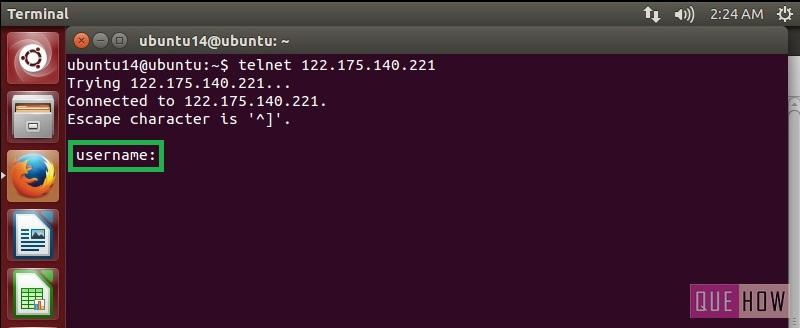 Terminal
2:24 AM
ubuntu14@ubuntu: ~
ubuntu14@ubuntu:~$ telnet 122.175.140.221
Trying 122.175.140.221...
Connected to 122.175.140.221.
Escape character is '^]'.
username:
QUE HOW